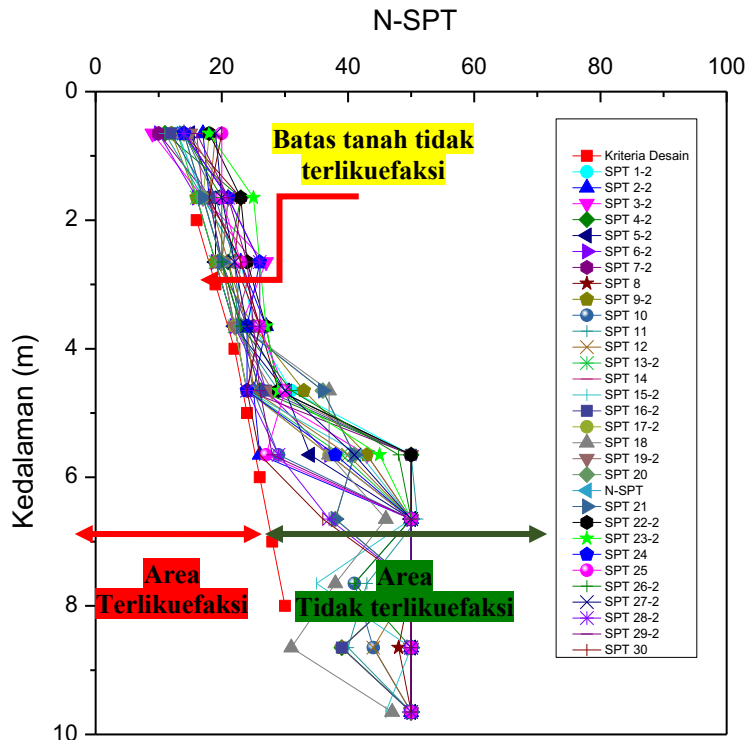 N-SPT
0 20 40 60 80 100
Kedalaman (m)
0
2
4
6
8
10
Batas tanah tidak
terlikuefaksi
Area
Terlikuefaksi
Area
Tidak terlikuefaksi
Kriteria Desain
SPT 1-2
SPT 2-2
SPT 3-2
SPT 4-2
SPT 5-2
SPT 6-2
SPT 7-2
SPT 8
SPT 9-2
SPT 10
SPT 11
SPT 12
SPT 13-2
SPT 14
SPT 15-2
SPT 16-2
SPT 17-2
SPT 18
SPT 19-2
SPT 20
N-SPT
SPT 21
SPT 22-2
SPT 23-2
SPT 24
SPT 25
SPT 26-2
SPT 27-2
SPT 28-2
SPT 29-2
SPT 30